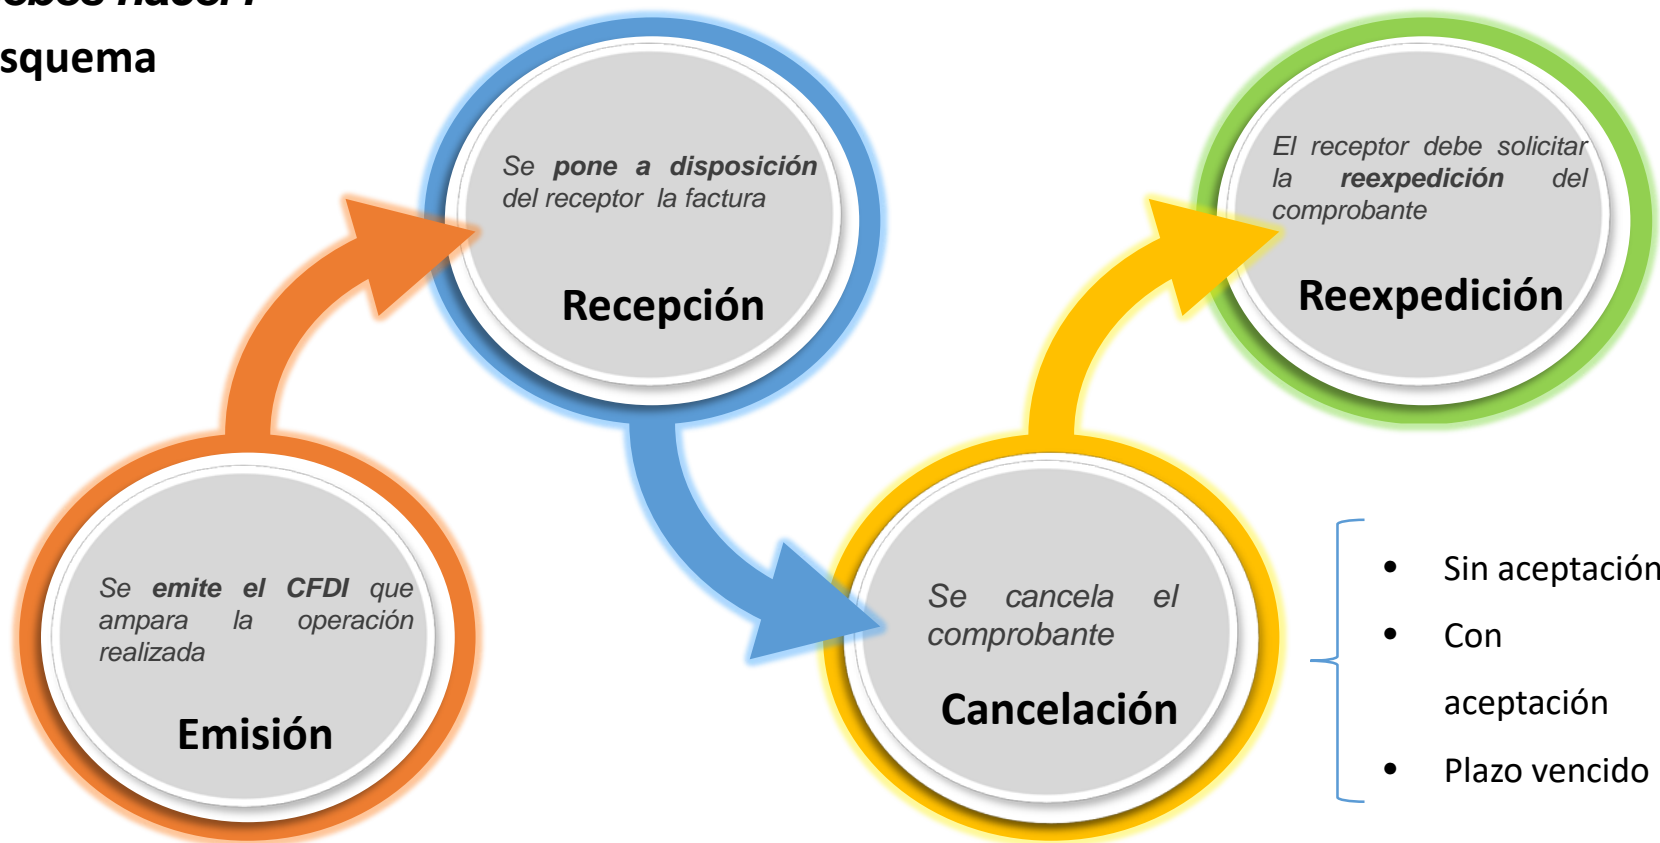 squema
Se pone a disposición
del receptor la factura
Recepción
El receptor debe solicitar
la reexpedición del
comprobante
Reexpedición
Se emite el CFDI que
ampara la operación
realizada
Emisión
Se cancela el
comprobante
Cancelación
• Sin aceptación
• Con
aceptación
• Plazo vencido